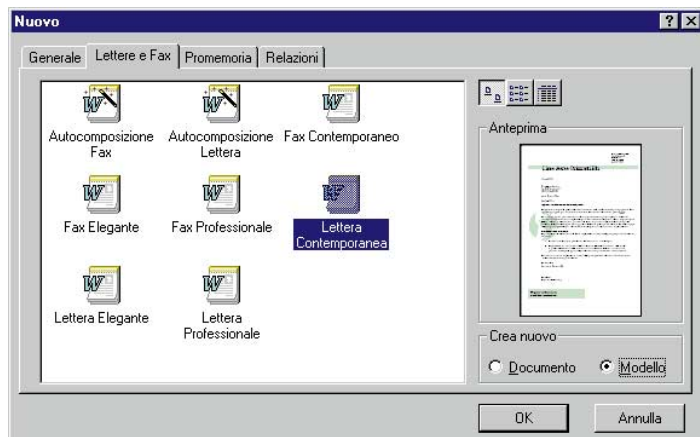 Nuovo
Generale
Lettere e Fax
Promemoria
Relazioni
Autocomposizione
Fax
Autocomposizione
Lettera
Fax Contemporaneo
Fax Elegante
Fax Professionale
Lettera
Contemporanea
Lettera Elegante
Lettera
Professionale
Anteprima
Crea nuovo
Documento
Modello
OK
Annulla